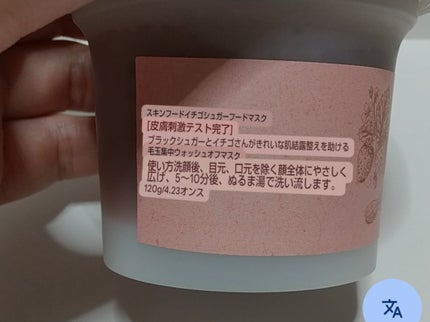 スキンフードイチゴシュガーフードマスク
[皮膚刺激テスト完了]
ブラックシュガーとイチゴさんがきれいな肌結露整えを助ける
毛玉集中ウォッシュオフマスク
使い方洗顔後、目元、口元を除く顔全体にやさしく
広げ、5～10分後、ぬるま湯で洗い流します。
120g/4.23オンス